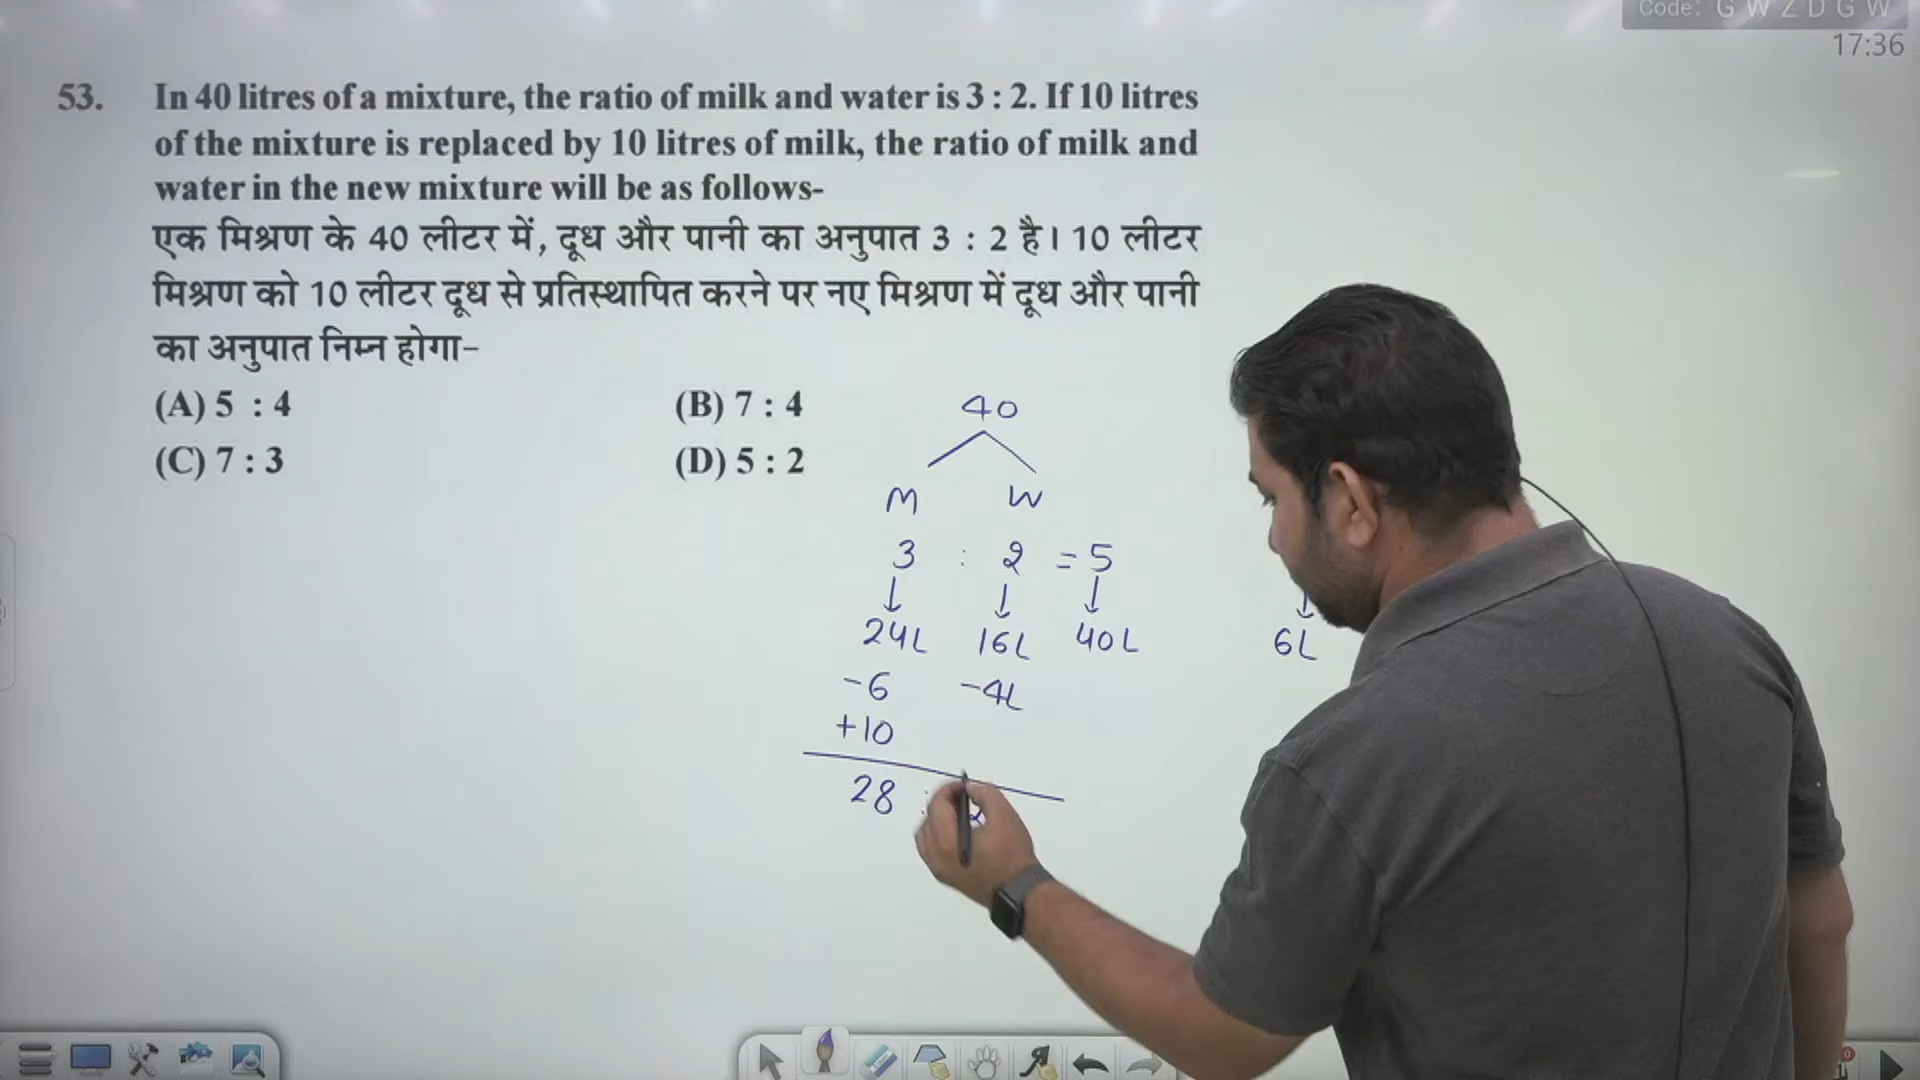 Code: G W Z D G W
17:36
53. In 40 litres of a mixture, the ratio of milk and water is 3 : 2. If 10 litres
of the mixture is replaced by 10 litres of milk, the ratio of milk and
water in the new mixture will be as follows-
एक मिश्रण के 40 लीटर में, दूध और पानी का अनुपात 3 : 2 है। 10 लीटर
मिश्रण को 10 लीटर दूध से प्रतिस्थापित करने पर नए मिश्रण में दूध और पानी
का अनुपात निम्न होगा-
(A) 5 : 4 (B) 7 : 4
(C) 7 : 3 (D) 5 : 2
40
M W
3 : 2 = 5
24L 16L 40L 6L
-6 -4L
+10
28 :